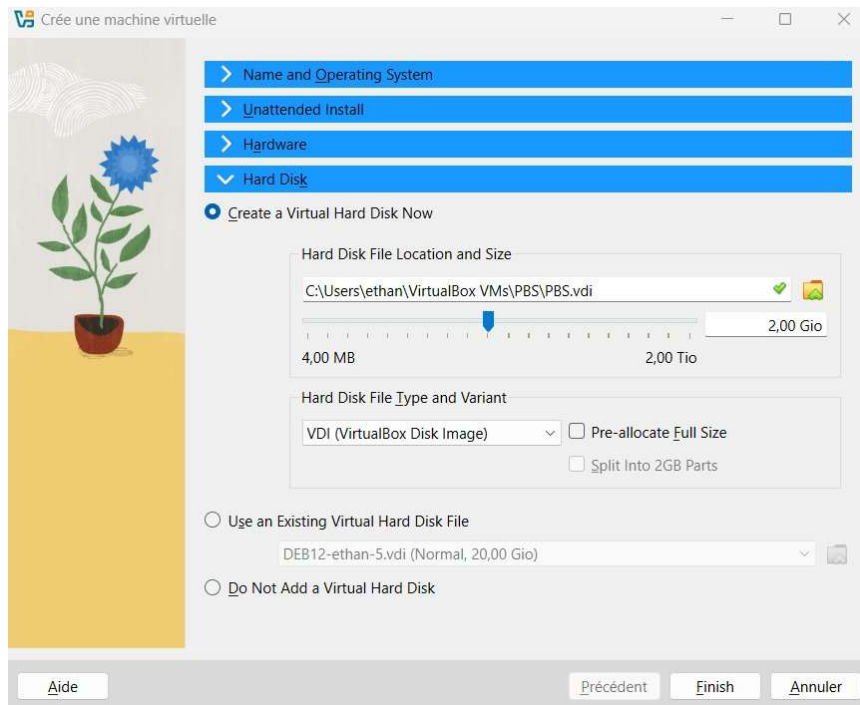 Crée une machine virtuelle
Name and Operating System
Unattended Install
Hardware
Hard Disk
Create a Virtual Hard Disk Now
Hard Disk File Location and Size
C:\Users\ethan\VirtualBox VMs\PBS\PBS.vdi
2,00 Gio
4,00 MB 2,00 Tio
Hard Disk File Type and Variant
VDI (VirtualBox Disk Image) Pre-allocate Full Size
Split Into 2GB Parts
Use an Existing Virtual Hard Disk File
DEB12-ethan-5.vdi (Normal, 20,00 Gio)
Do Not Add a Virtual Hard Disk
Aide Précédent Finish Annuler